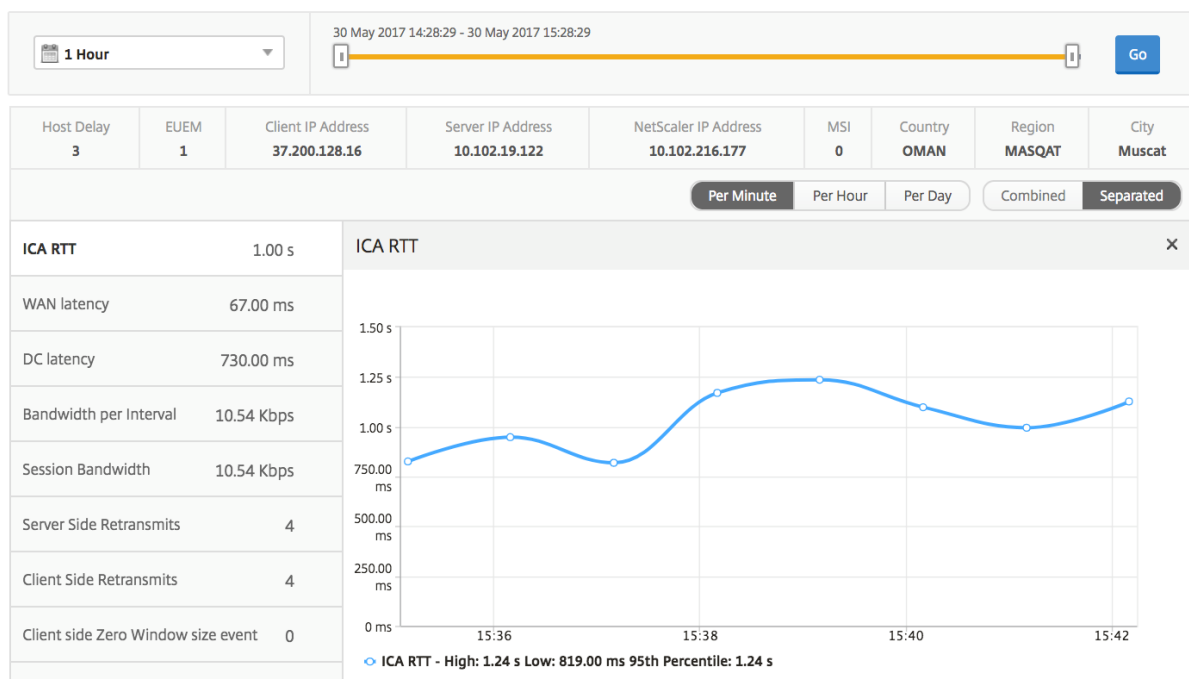 30 May 2017 14:28:29 - 30 May 2017 15:28:29
1 Hour
Go
Host Delay EUEM Client IP Address Server IP Address NetScaler IP Address MSI Country Region City
3 1 37.200.128.16 10.102.19.122 10.102.216.177 0 OMAN MASQAT Muscat
Per Minute Per Hour Per Day Combined Separated
ICA RTT 1.00 s
WAN latency 67.00 ms
DC latency 730.00 ms
Bandwidth per Interval 10.54 Kbps
Session Bandwidth 10.54 Kbps
Server Side Retransmits 4
Client Side Retransmits 4
Client side Zero Window size event 0
ICA RTT
1.50 s
1.25 s
1.00 s
750.00
ms
500.00
ms
250.00
ms
0 ms
15:36 15:38 15:40 15:42
ICA RTT - High: 1.24 s Low: 819.00 ms 95th Percentile: 1.24 s